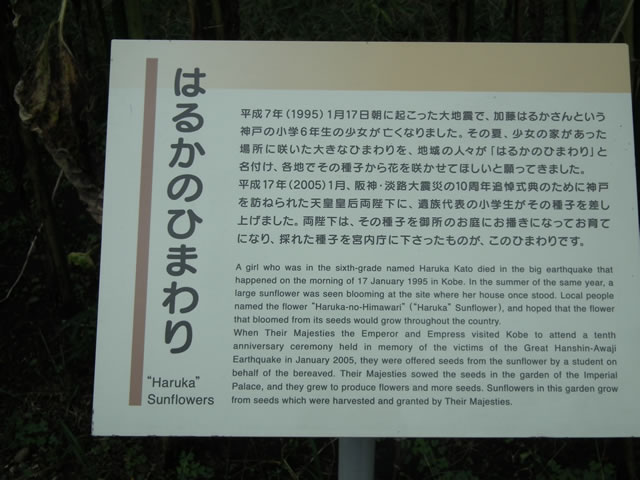 はるかのひまわり
"Haruka"
Sunflowers
平成7年(1995)1月17日朝に起こった大地震で、加藤はるかさんという
神戸の小学6年生の少女が亡くなりました。その夏、少女の家があった
場所に咲いた大きなひまわりを、地域の人々が「はるかのひまわり」と
名付け、各地でその種子から花を咲かせてほしいと願ってきました。
平成17年(2005)1月、阪神・淡路大震災の10周年追悼式典のために神戸
を訪ねられた天皇皇后両陛下に、遺族代表の小学生がその種子を差し
上げました。両陛下は、その種子を御所のお庭にお播きになってお育て
になり、採れた種子を宮内庁に下さったものが、このひまわりです。
A girl who was in the sixth-grade named Haruka Kato died in the big earthquake that
happened on the morning of 17 January 1995 in Kobe. In the summer of the same year, a
large sunflower was seen blooming at the site where her house once stood. Local people
named the flower "Haruka-no-Himawari" ("Haruka" Sunflower), and hoped that the flower
that bloomed from its seeds would grow throughout the country.
When Their Majesties the Emperor and Empress visited Kobe to attend a tenth
anniversary ceremony held in memory of the victims of the Great Hanshin-Awaji
Earthquake in January 2005, they were offered seeds from the sunflower by a student on
behalf of the bereaved. Their Majesties sowed the seeds in the garden of the Imperial
Palace, and they grew to produce flowers and more seeds. Sunflowers in this garden grow
from seeds which were harvested and granted by Their Majesties.